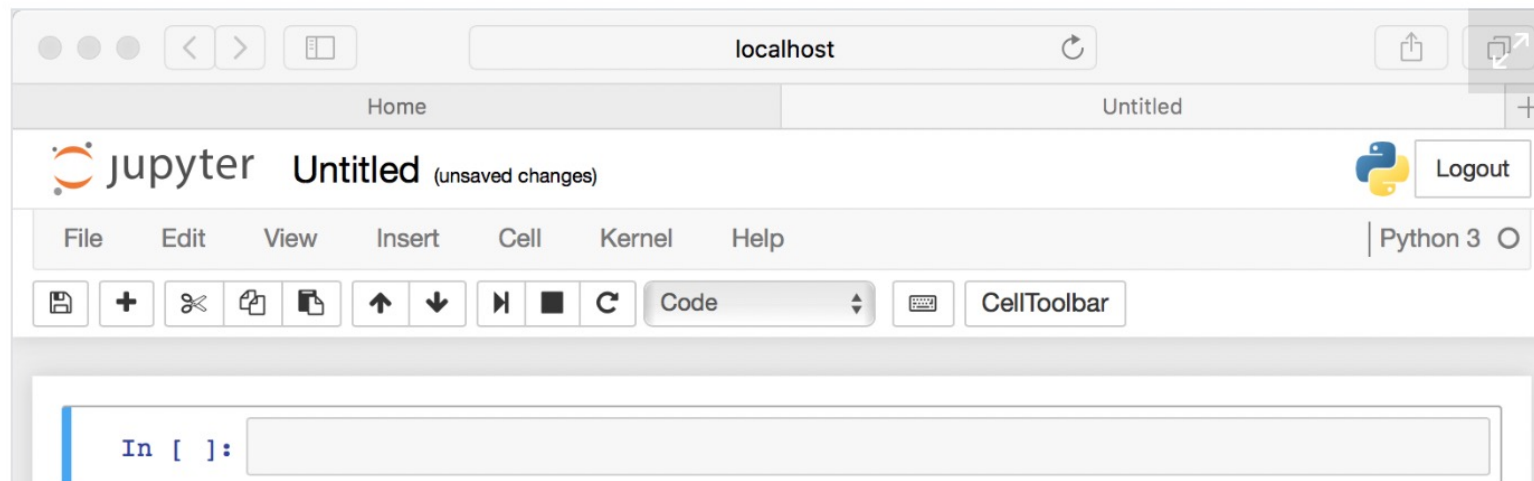 localhost
Home Untitled
jupyter Untitled (unsaved changes) Logout
File Edit View Insert Cell Kernel Help Python 3
Code CellToolbar
In [ ]: